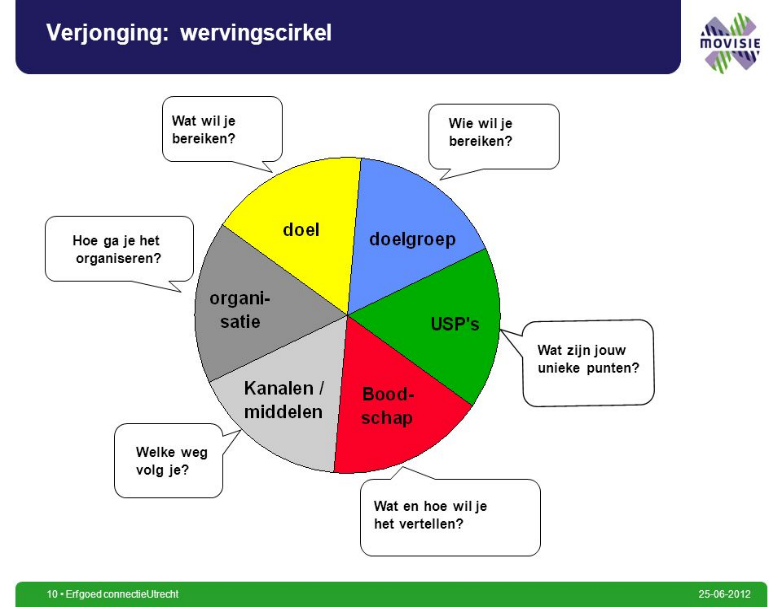 Verjonging: wervingscirkel
MOVISIE
Wat wil je
bereiken?
Wie wil je
bereiken?
Hoe ga je het
organiseren?
doel
doelgroep
organi-
satie
USP's
Wat zijn jouw
unieke punten?
Kanalen /
middelen
Bood-
schap
Welke weg
volg je?
Wat en hoe wil je
het vertellen?
10 • Erfgoed connectieUtrecht
25-06-2012